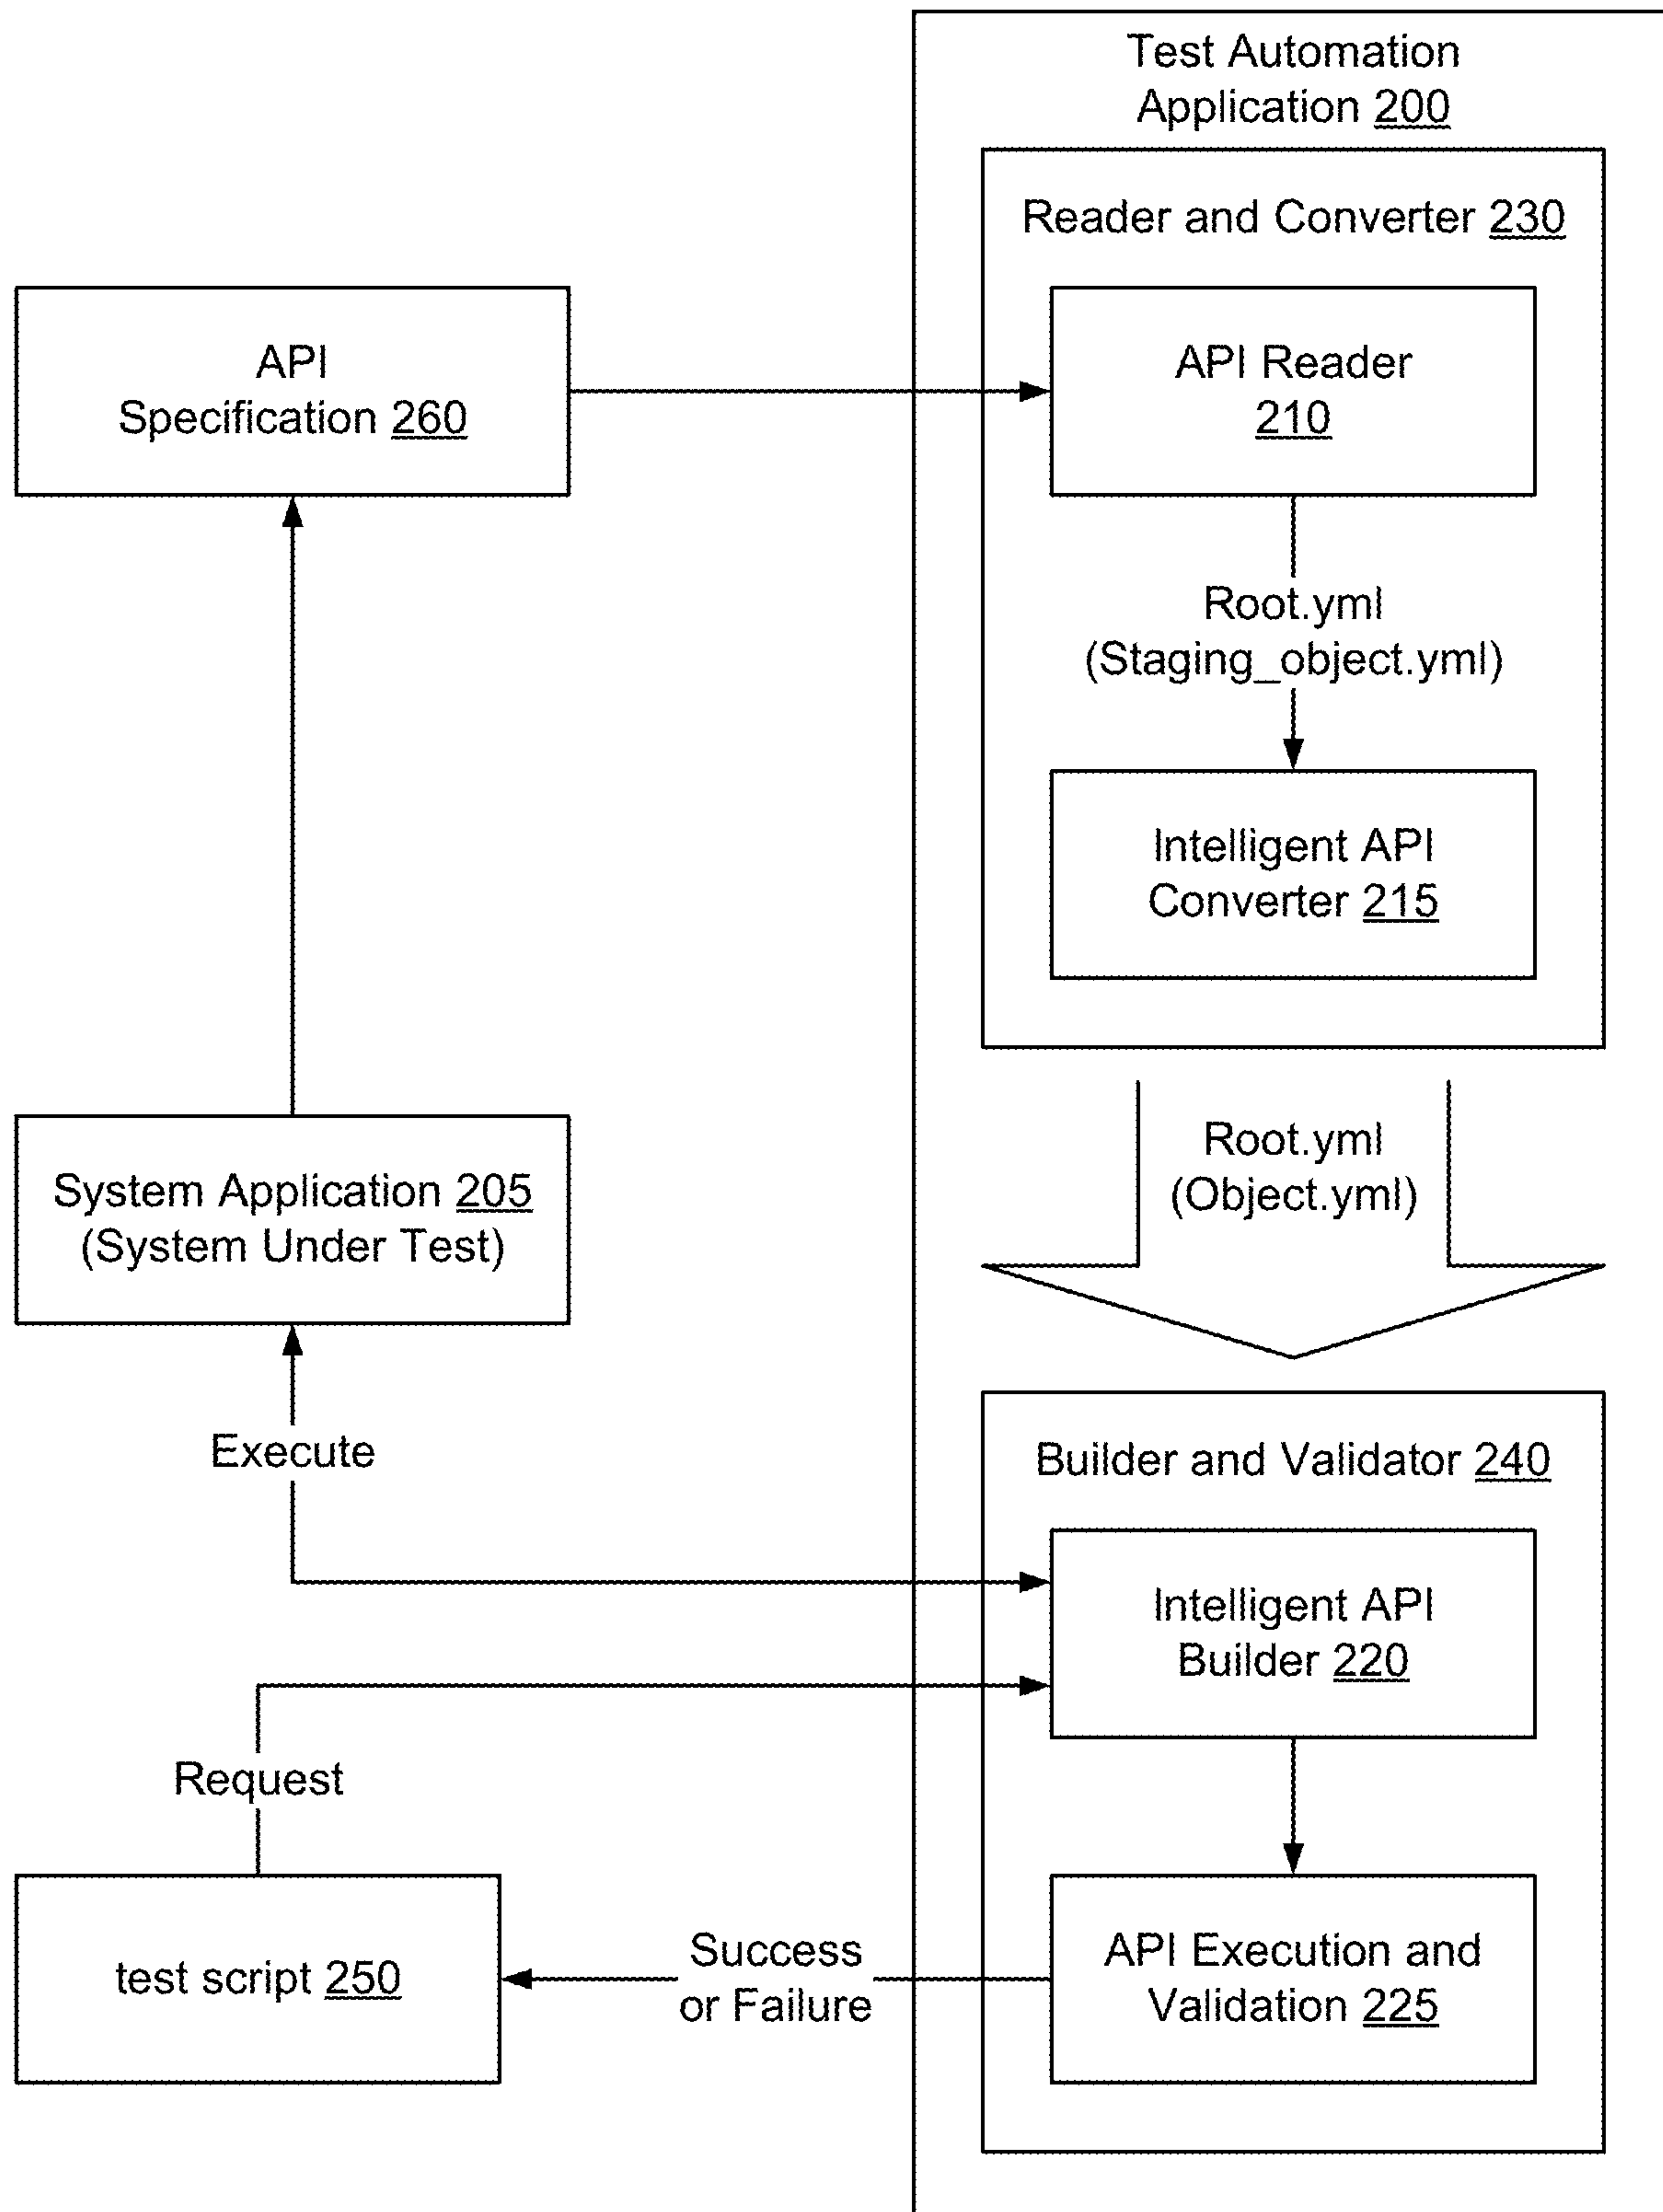 Test Automation
Application 200
Reader and Converter 230
API
Specification 260
API Reader
210
Root.yml
(Staging_object.yml)
Intelligent API
Converter 215
Root.yml
(Object.yml)
System Application 205
(System Under Test)
Execute
Builder and Validator 240
Intelligent API
Builder 220
Request
test script 250
Success
or Failure
API Execution and
Validation 225